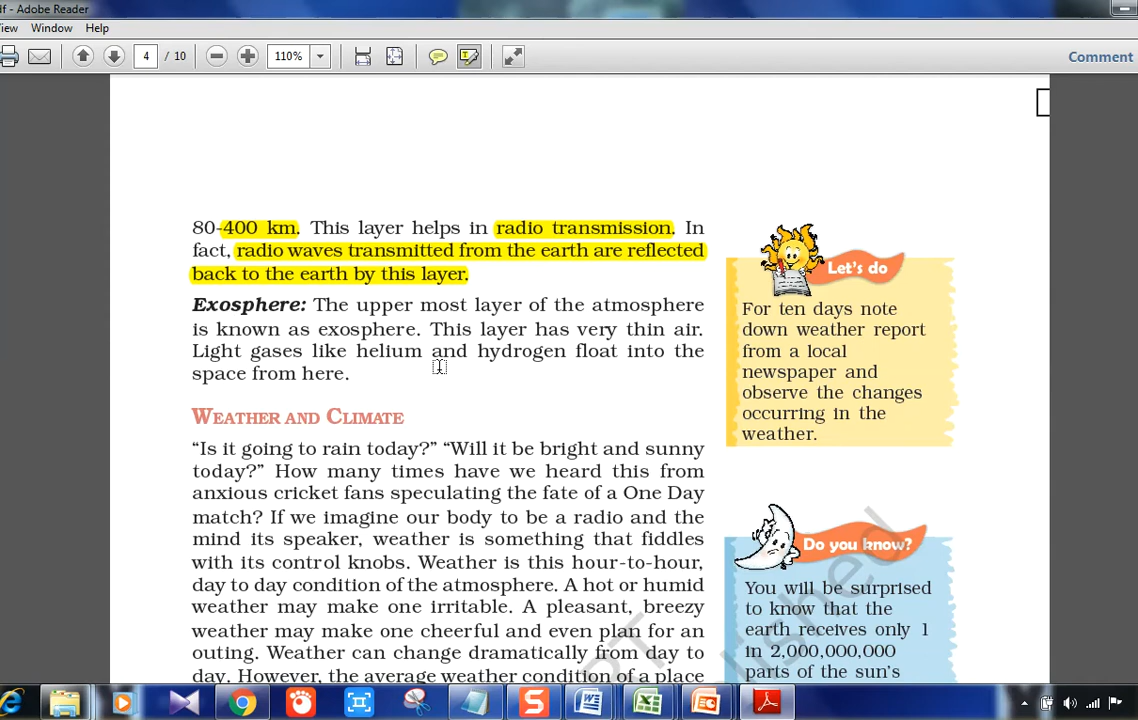 df - Adobe Reader
View Window Help
4 / 10 110% Comment
80-400 km. This layer helps in radio transmission. In
fact, radio waves transmitted from the earth are reflected
back to the earth by this layer.
Exosphere: The upper most layer of the atmosphere
is known as exosphere. This layer has very thin air.
Light gases like helium and hydrogen float into the
space from here.
WEATHER AND CLIMATE
“Is it going to rain today?” “Will it be bright and sunny
today?” How many times have we heard this from
anxious cricket fans speculating the fate of a One Day
match? If we imagine our body to be a radio and the
mind its speaker, weather is something that fiddles
with its control knobs. Weather is this hour-to-hour,
day to day condition of the atmosphere. A hot or humid
weather may make one irritable. A pleasant, breezy
weather may make one cheerful and even plan for an
outing. Weather can change dramatically from day to
day. However, the average weather condition of a place
Let's do
For ten days note
down weather report
from a local
newspaper and
observe the changes
occurring in the
weather.
Do you know?
You will be surprised
to know that the
earth receives only 1
in 2,000,000,000
parts of the sun's